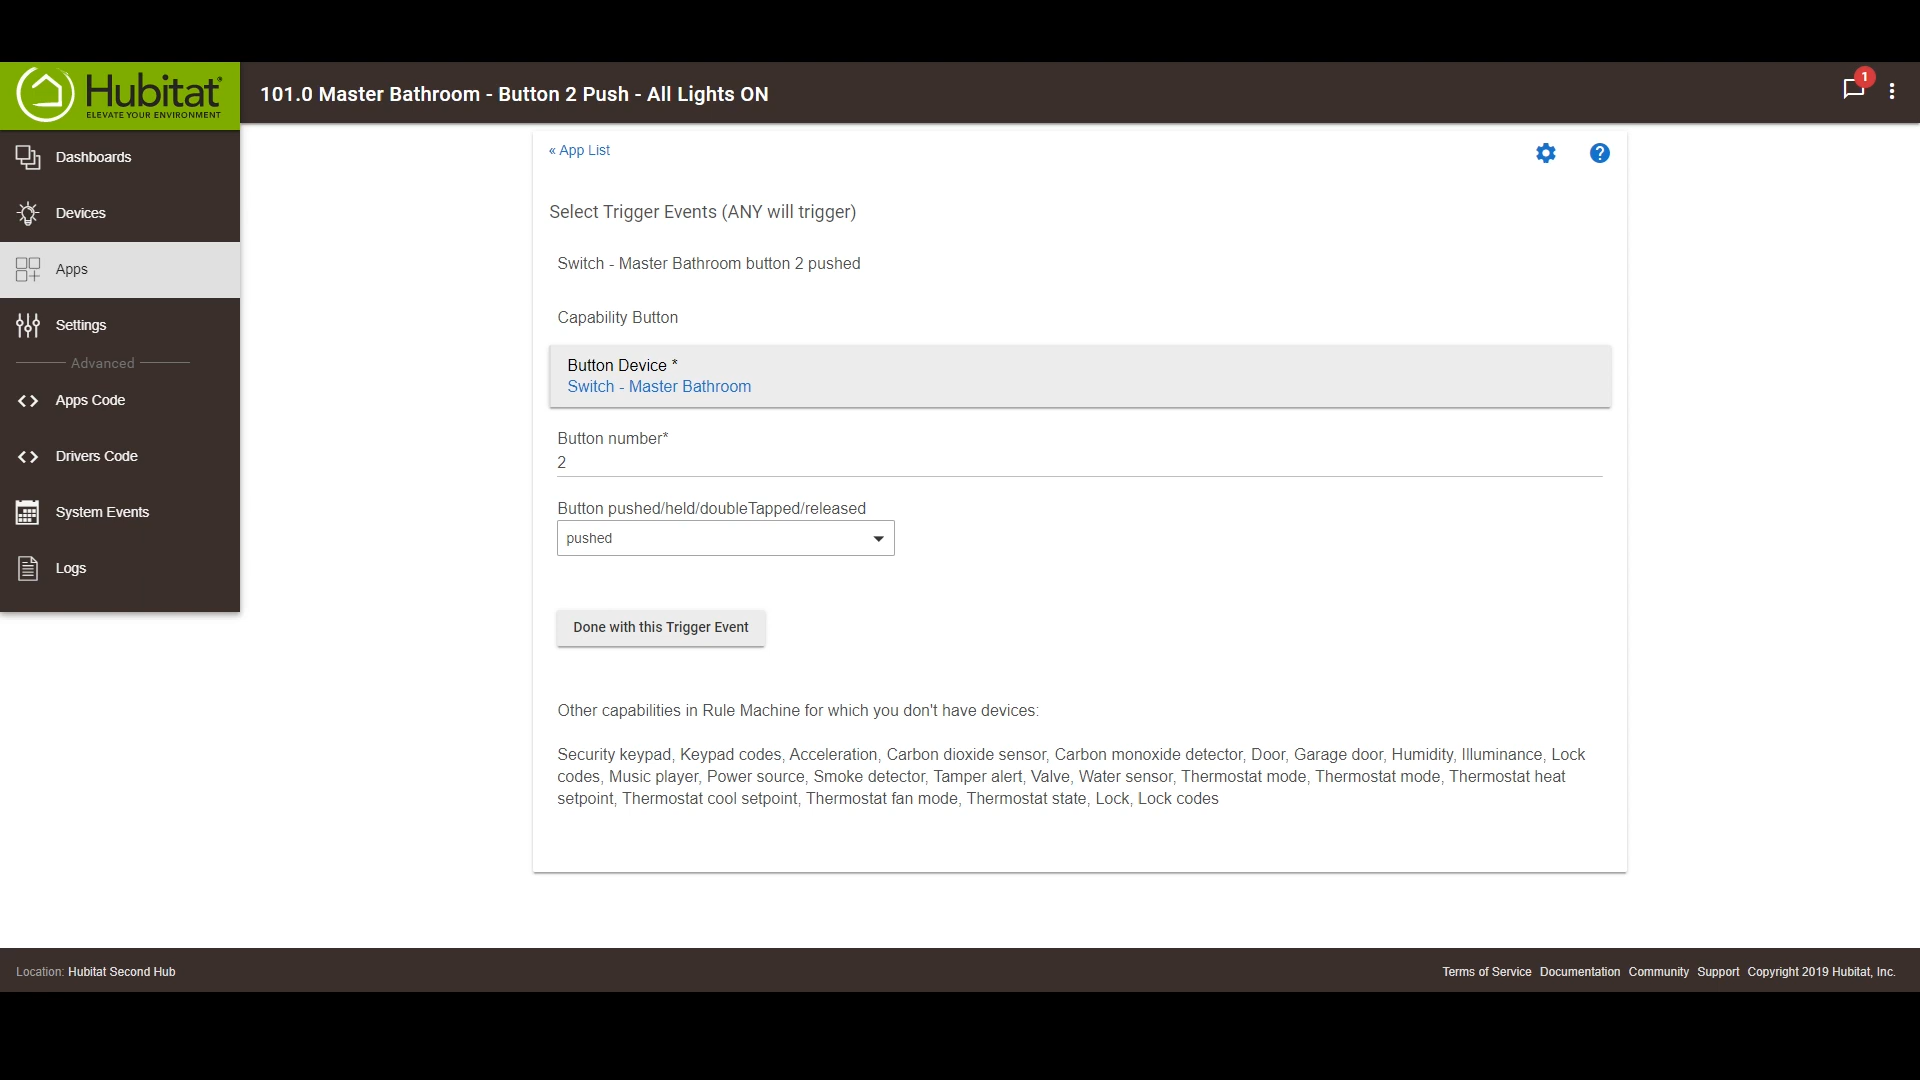 Hubitat®
ELEVATE YOUR ENVIRONMENT
101.0 Master Bathroom - Button 2 Push - All Lights ON
1
Dashboards
Devices
Apps
Settings
Advanced
Apps Code
Drivers Code
System Events
Logs
« App List
?
Select Trigger Events (ANY will trigger)
Switch - Master Bathroom button 2 pushed
Capability Button
Button Device *
Switch - Master Bathroom
Button number*
2
Button pushed/held/doubleTapped/released
pushed
Done with this Trigger Event
Other capabilities in Rule Machine for which you don't have devices:
Security keypad, Keypad codes, Acceleration, Carbon dioxide sensor, Carbon monoxide detector, Door, Garage door, Humidity, Illuminance, Lock
codes, Music player, Power source, Smoke detector, Tamper alert, Valve, Water sensor, Thermostat mode, Thermostat mode, Thermostat heat
setpoint, Thermostat cool setpoint, Thermostat fan mode, Thermostat state, Lock, Lock codes
Location: Hubitat Second Hub
Terms of Service Documentation Community Support Copyright 2019 Hubitat, Inc.